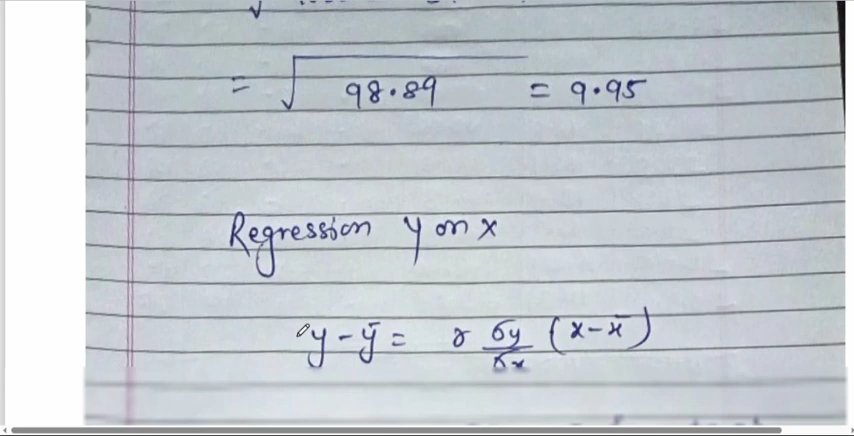 = √98.89 = 9.95
Regression y on x
y - ȳ = r σy/σx (x - x̄)